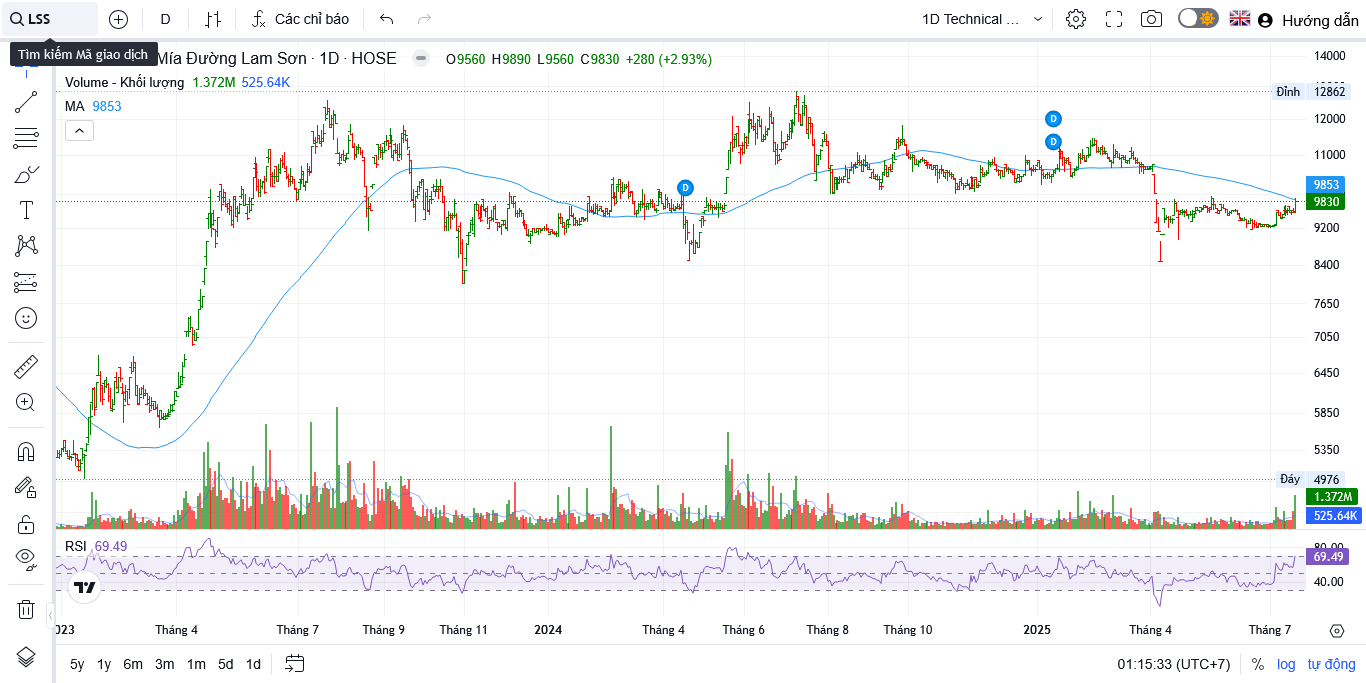 LSS
D
Các chỉ báo
1D Technical ...
Hướng dẫn
Tìm kiếm Mã giao dịch
Mía Đường Lam Sơn · 1D · HOSE
O9560 H9890 L9560 C9830 +280 (+2.93%)
Volume - Khối lượng 1.372M 525.64K
MA 9853
14000
Đỉnh 12862
12000
11000
9853
9830
9200
8400
7650
7050
6450
5850
5350
Đáy 4976
1.372M
525.64K
D
D
D
RSI 69.49
80.00
69.49
40.00
023 Tháng 4 Tháng 7 Tháng 9 Tháng 11 2024 Tháng 4 Tháng 6 Tháng 8 Tháng 10 2025 Tháng 4 Tháng 7
5y 1y 6m 3m 1m 5d 1d
01:15:33 (UTC+7) % log tự động